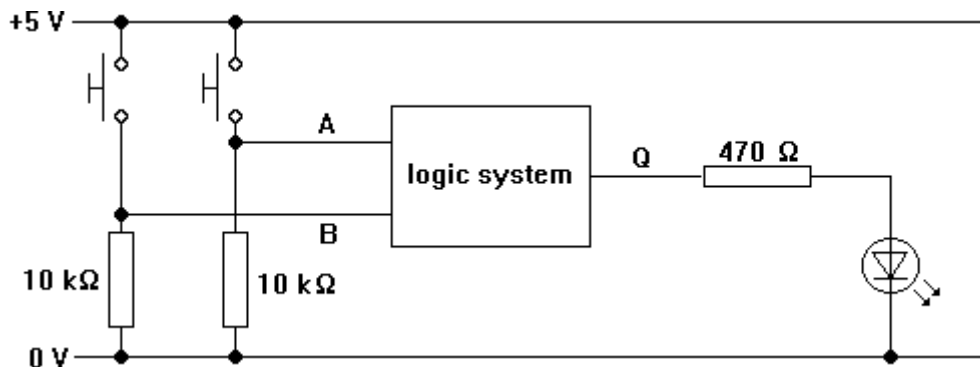 +5 V
A
logic system
Q
470 Ω
B
10 kΩ
10 kΩ
0 V